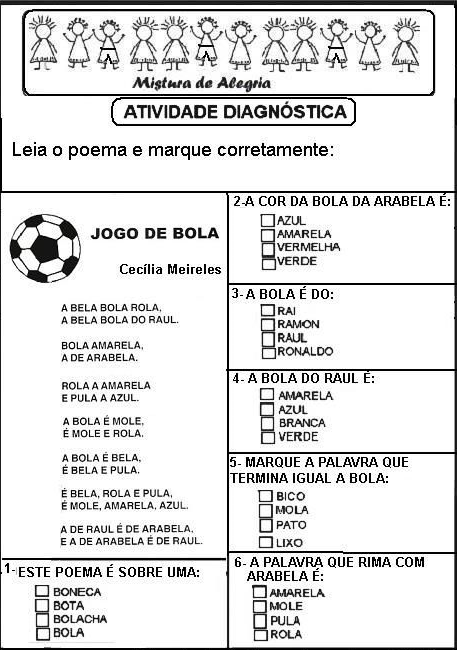 Mistura de Alegria
ATIVIDADE DIAGNÓSTICA
Leia o poema e marque corretamente:
JOGO DE BOLA
Cecília Meireles
A BELA BOLA ROLA,
A BELA BOLA DO RAUL.
BOLA AMARELA,
A DE ARABELA.
ROLA A AMARELA
E PULA A AZUL.
A BOLA É MOLE,
É MOLE E ROLA.
A BOLA É BELA,
É BELA E PULA.
É BELA, ROLA E PULA,
É MOLE, AMARELA, AZUL.
A DE RAUL É DE ARABELA,
E A DE ARABELA É DE RAUL.
1- ESTE POEMA É SOBRE UMA:
BONECA
BOTA
BOLACHA
BOLA
2-A COR DA BOLA DA ARABELA É:
AZUL
AMARELA
VERMELHA
VERDE
3- A BOLA É DO:
RAI
RAMON
RAUL
RONALDO
4- A BOLA DO RAUL É:
AMARELA
AZUL
BRANCA
VERDE
5- MARQUE A PALAVRA QUE
TERMINA IGUAL A BOLA:
BICO
MOLA
PATO
LIXO
6- A PALAVRA QUE RIMA COM
ARABELA É:
AMARELA
MOLE
PULA
ROLA